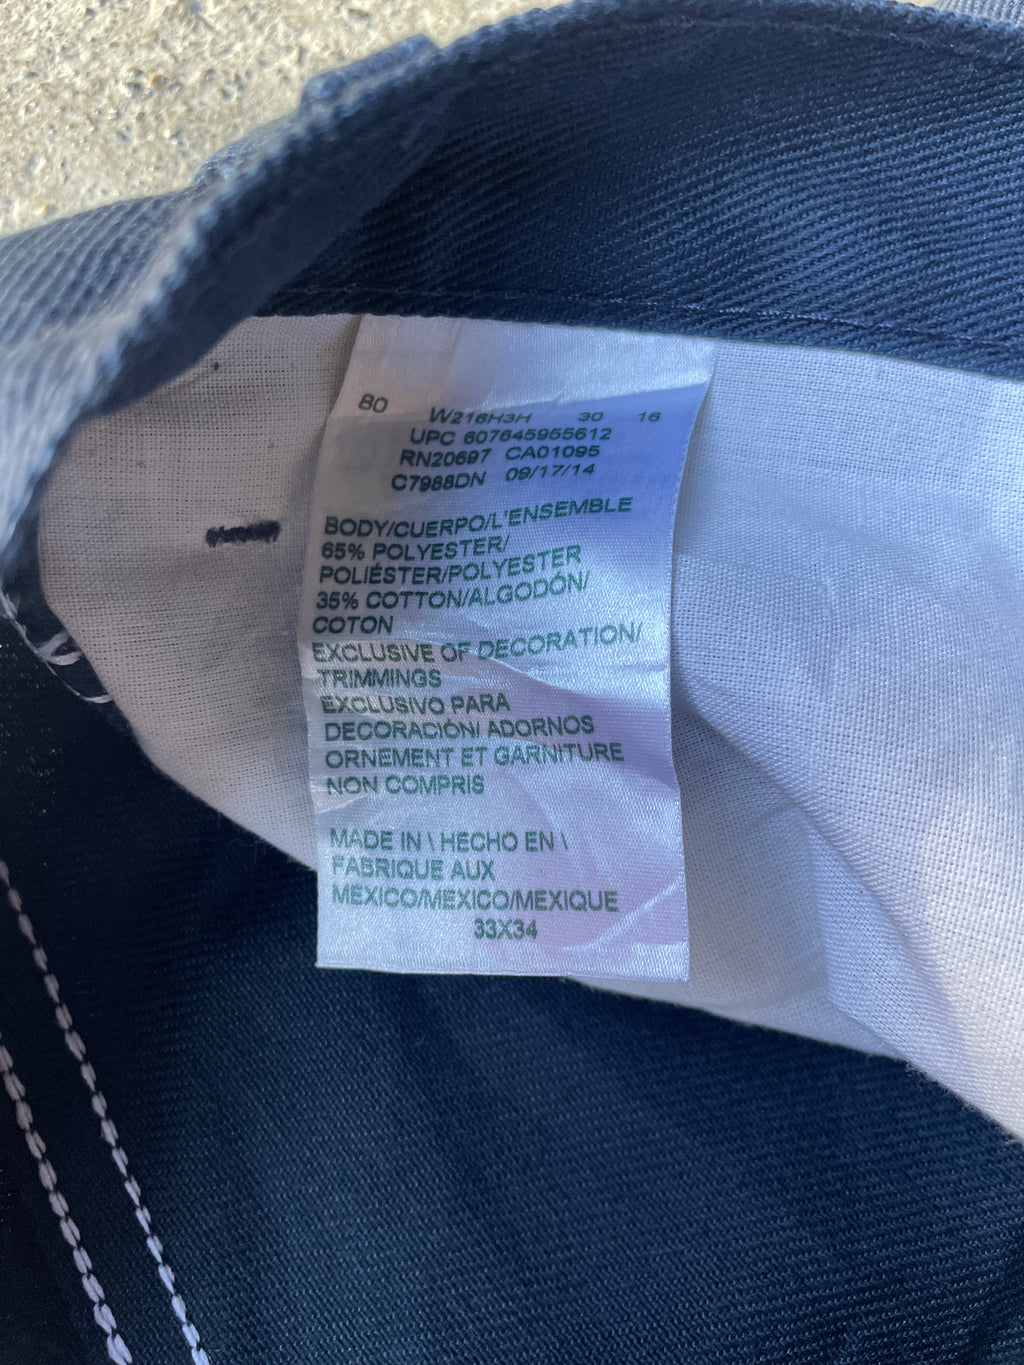 80 W216H3H 30 16
UPC 607645955612
RN20697 CA01095
C7988DN 09/17/14
BODY/CUERPO/L'ENSEMBLE
65% POLYESTER/
POLIÉSTER/POLYESTER
35% COTTON/ALGODÓN/
COTON
EXCLUSIVE OF DECORATION/
TRIMMINGS
EXCLUSIVO PARA
DECORACIÓN/ ADORNOS
ORNEMENT ET GARNITURE
NON COMPRIS
MADE IN \ HECHO EN \
FABRIQUE AUX
MEXICO/MEXICO/MEXIQUE
33X34